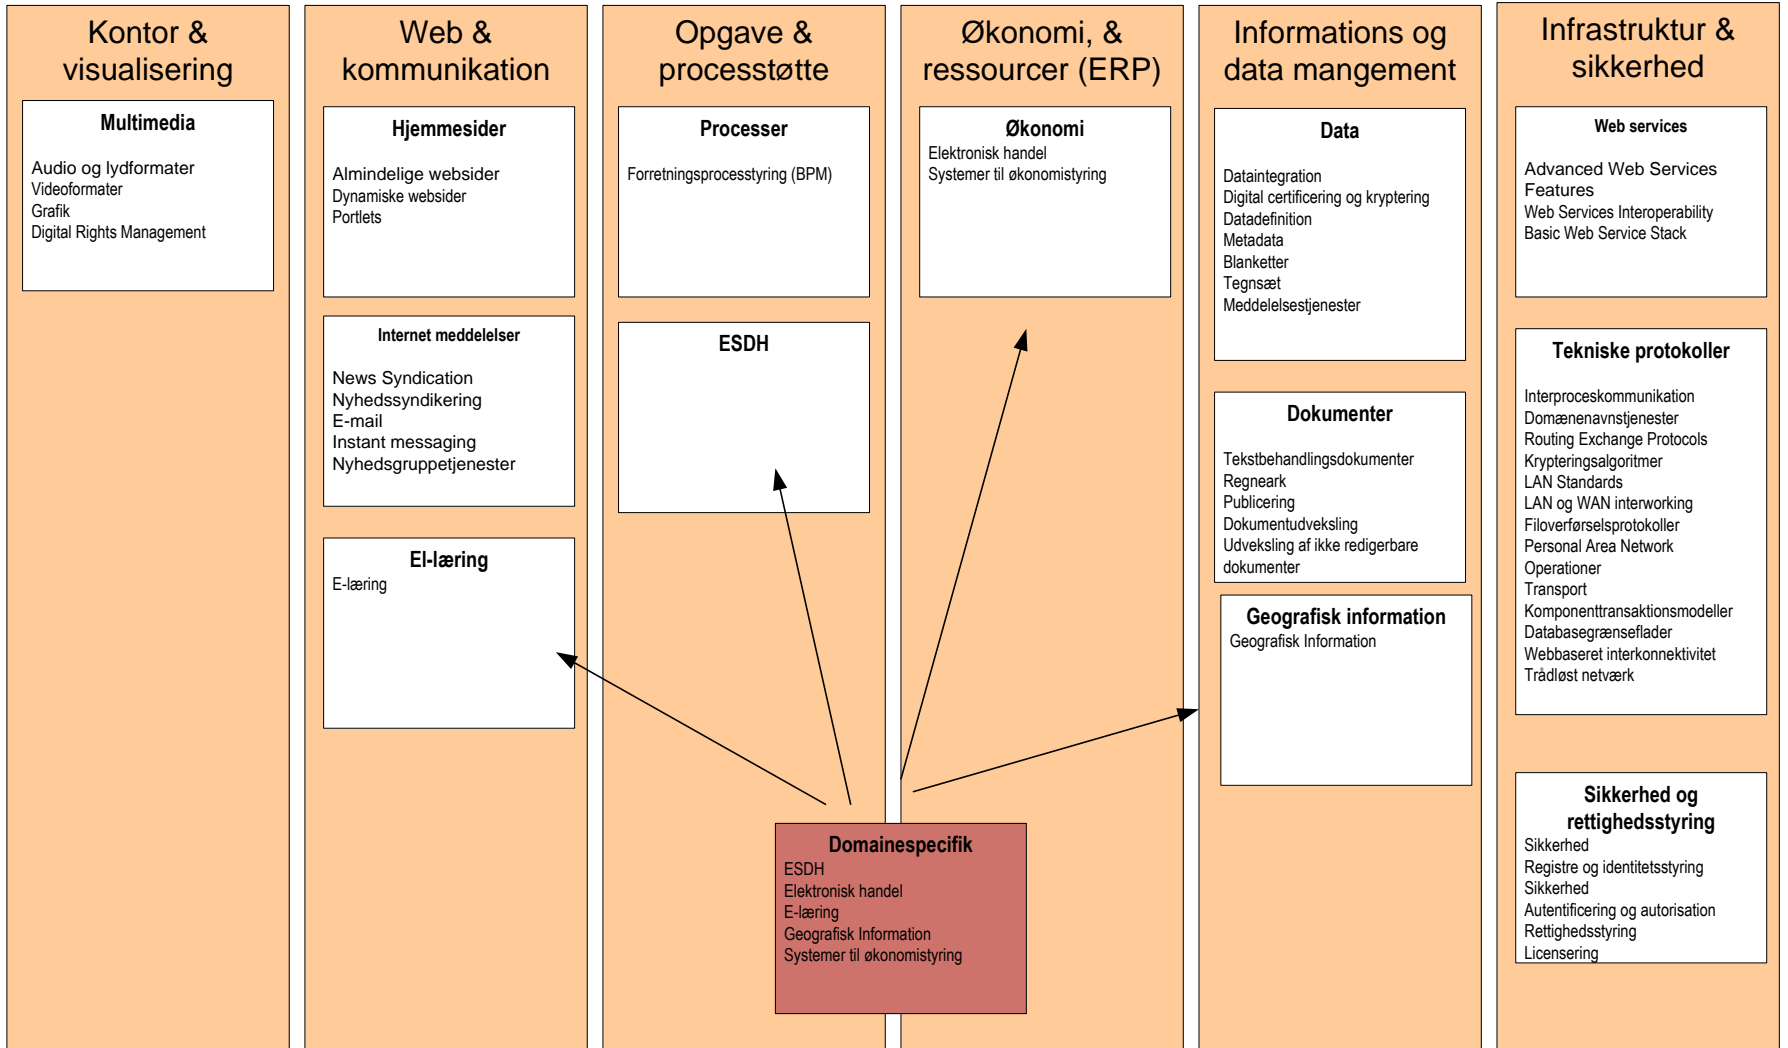 Kontor &
visualisering
Multimedia
Audio og lydformater
Videoformater
Grafik
Digital Rights Management
Web &
kommunikation
Hjemmesider
Almindelige websider
Dynamiske websider
Portlets
Internet meddelelser
News Syndication
Nyhedssyndikering
E-mail
Instant messaging
Nyhedsgruppetjenester
El-læring
E-læring
Opgave &
processtøtte
Processer
Forretningsprocesstyring (BPM)
ESDH
Økonomi, &
ressourcer (ERP)
Økonomi
Elektronisk handel
Systemer til økonomistyring
Domainespecifik
ESDH
Elektronisk handel
E-læring
Geografisk Information
Systemer til økonomistyring
Informations og
data mangement
Data
Dataintegration
Digital certificering og kryptering
Datadefinition
Metadata
Blanketter
Tegnsæt
Meddelelsestjenester
Dokumenter
Tekstbehandlingsdokumenter
Regneark
Publicering
Dokumentudveksling
Udveksling af ikke redigerbare
dokumenter
Geografisk information
Geografisk Information
Infrastruktur &
sikkerhed
Web services
Advanced Web Services
Features
Web Services Interoperability
Basic Web Service Stack
Tekniske protokoller
Interproceskommunikation
Domænenavnstjenester
Routing Exchange Protocols
Krypteringsalgoritmer
LAN Standards
LAN og WAN interworking
Filoverførselsprotokoller
Personal Area Network
Operationer
Transport
Komponenttransaktionsmodeller
Databasegrænseflader
Webbaseret interkonnektivitet
Trådløst netværk
Sikkerhed og
rettighedsstyring
Sikkerhed
Registre og identitetsstyring
Sikkerhed
Autentificering og autorisation
Rettighedsstyring
Licensering